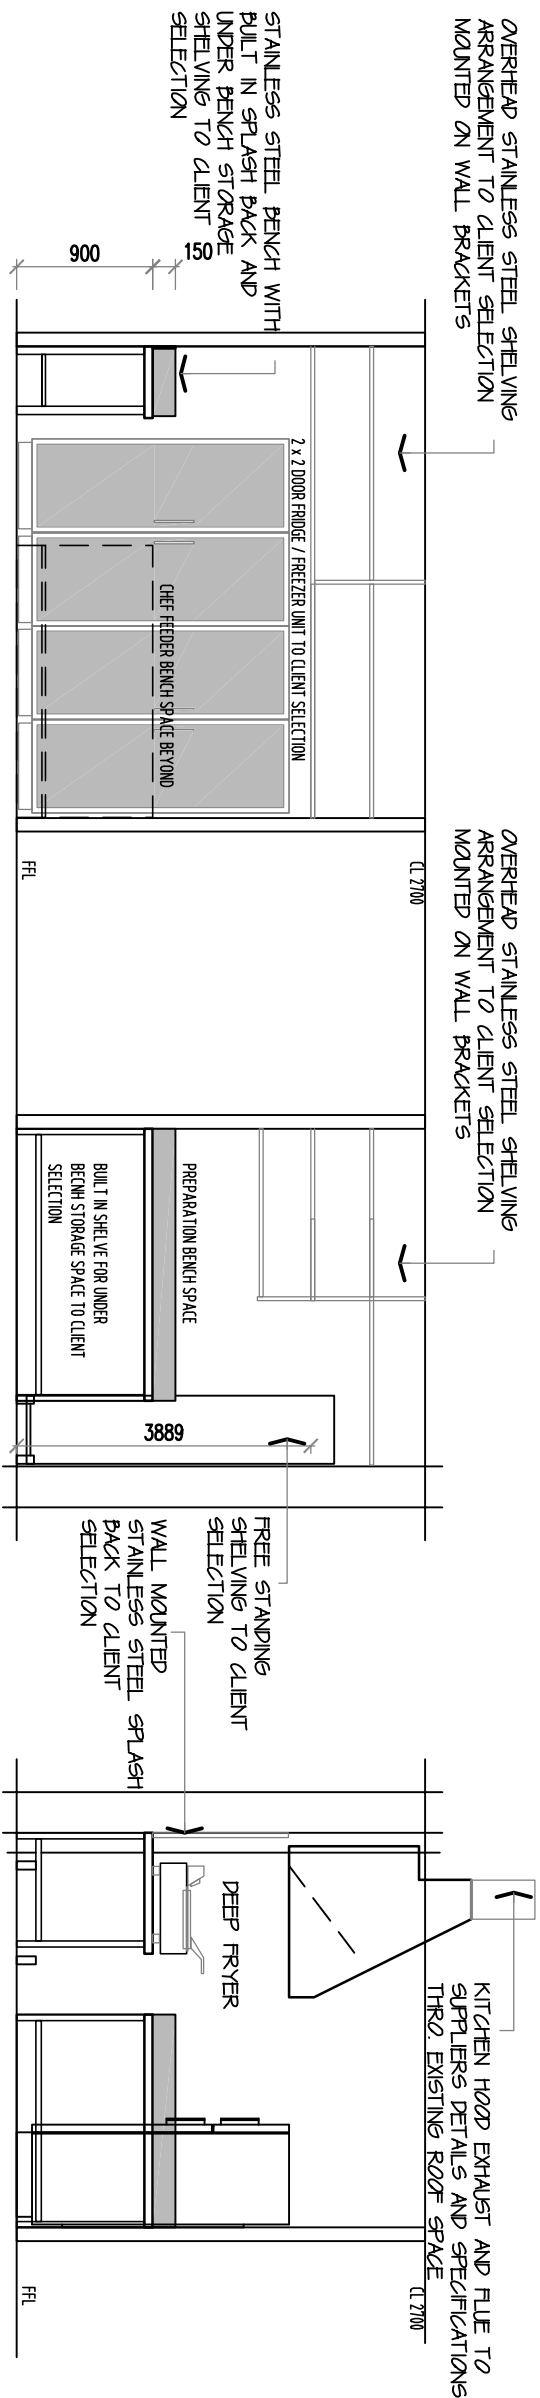 OVERHEAD STAINLESS STEEL SHELVING
ARRANGEMENT TO CLIENT SELECTION
MOUNTED ON WALL BRACKETS
STAINLESS STEEL BENCH WITH
BUILT IN SPLASH BACK AND
UNDER BENCH STORAGE
SHELVING TO CLIENT
SELECTION
150
900
2 x 2 DOOR FRIDGE / FREEZER UNIT TO CLIENT SELECTION
CHEF FEEDER BENCH SPACE BEYOND
CL 2700
FFL
OVERHEAD STAINLESS STEEL SHELVING
ARRANGEMENT TO CLIENT SELECTION
MOUNTED ON WALL BRACKETS
PREPARATION BENCH SPACE
BUILT IN SHELVE FOR UNDER
BECNH STORAGE SPACE TO CLIENT
SELECTION
3889
FREE STANDING
SHELVING TO CLIENT
SELECTION
WALL MOUNTED
STAINLESS STEEL SPLASH
BACK TO CLIENT
SELECTION
DEEP FRYER
KITCHEN HOOD EXHAUST AND FLUE TO
SUPPLIERS DETAILS AND SPECIFICATIONS
THRO. EXISTING ROOF SPACE
CL 2700
FFL